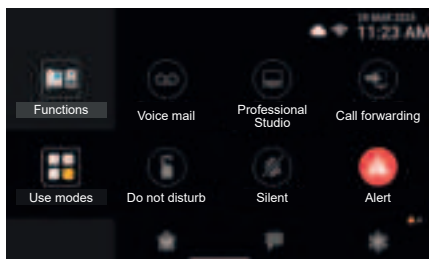 11:23 AM
Functions
Voice mail
Professional
Studio
Call forwarding
Use modes
Do not disturb
Silent
Alert